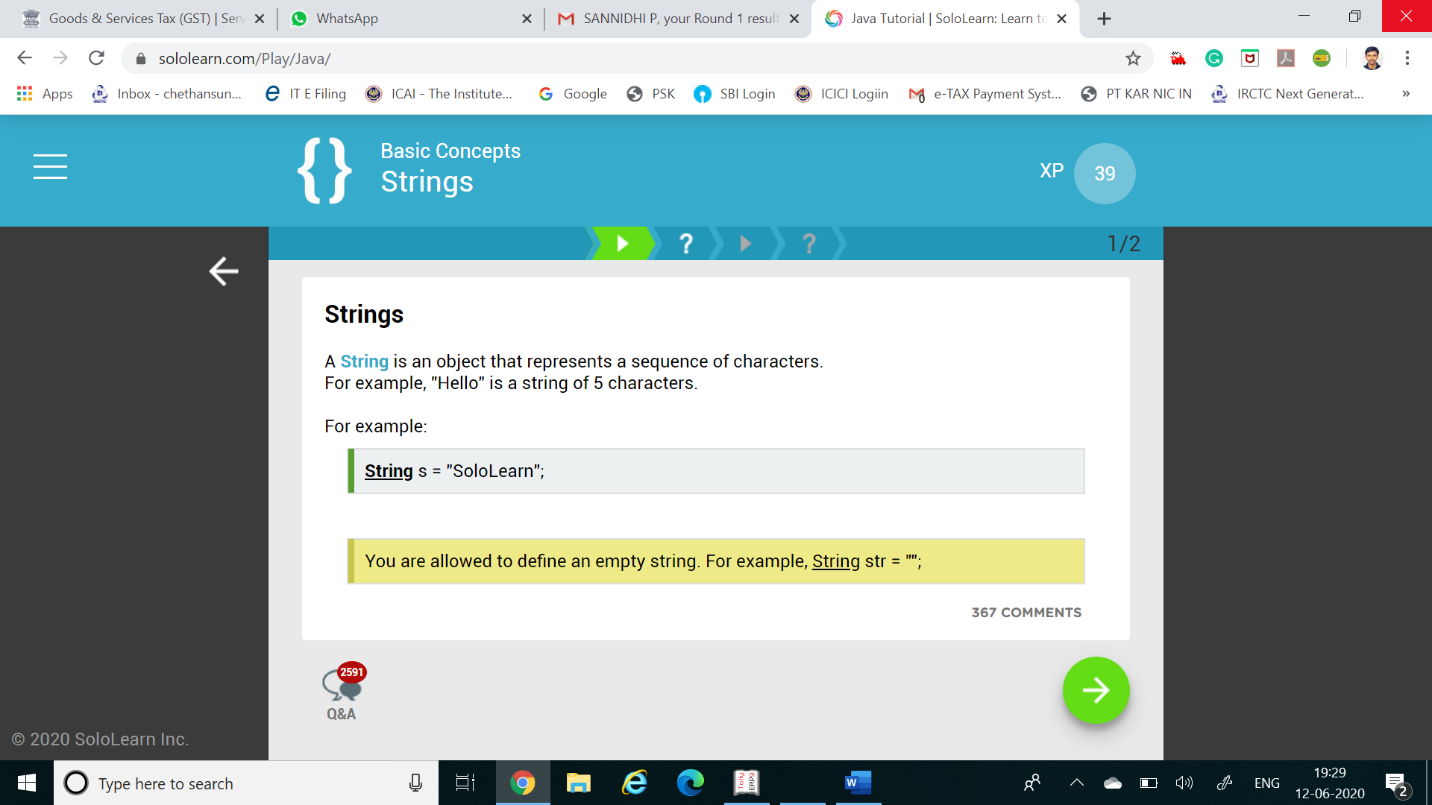 Goods & Services Tax (GST) | Ser
WhatsApp
SANNIDHI P, your Round 1 result
Java Tutorial | SoloLearn: Learn to
sololearn.com/Play/Java/
Apps
Inbox - chethansun...
IT E Filing
ICAI - The Institute...
Google
PSK
SBI Login
ICICI Logiin
e-TAX Payment Syst...
PT KAR NIC IN
IRCTC Next Generat...
»
{}
Basic Concepts
Strings
XP
39
?
?
1/2
Strings
A String is an object that represents a sequence of characters.
For example, "Hello" is a string of 5 characters.
For example:
String s = "SoloLearn";
You are allowed to define an empty string. For example, String str = "";
367 COMMENTS
2591
Q&A
© 2020 SoloLearn Inc.
Type here to search
ENG
19:29
12-06-2020
2